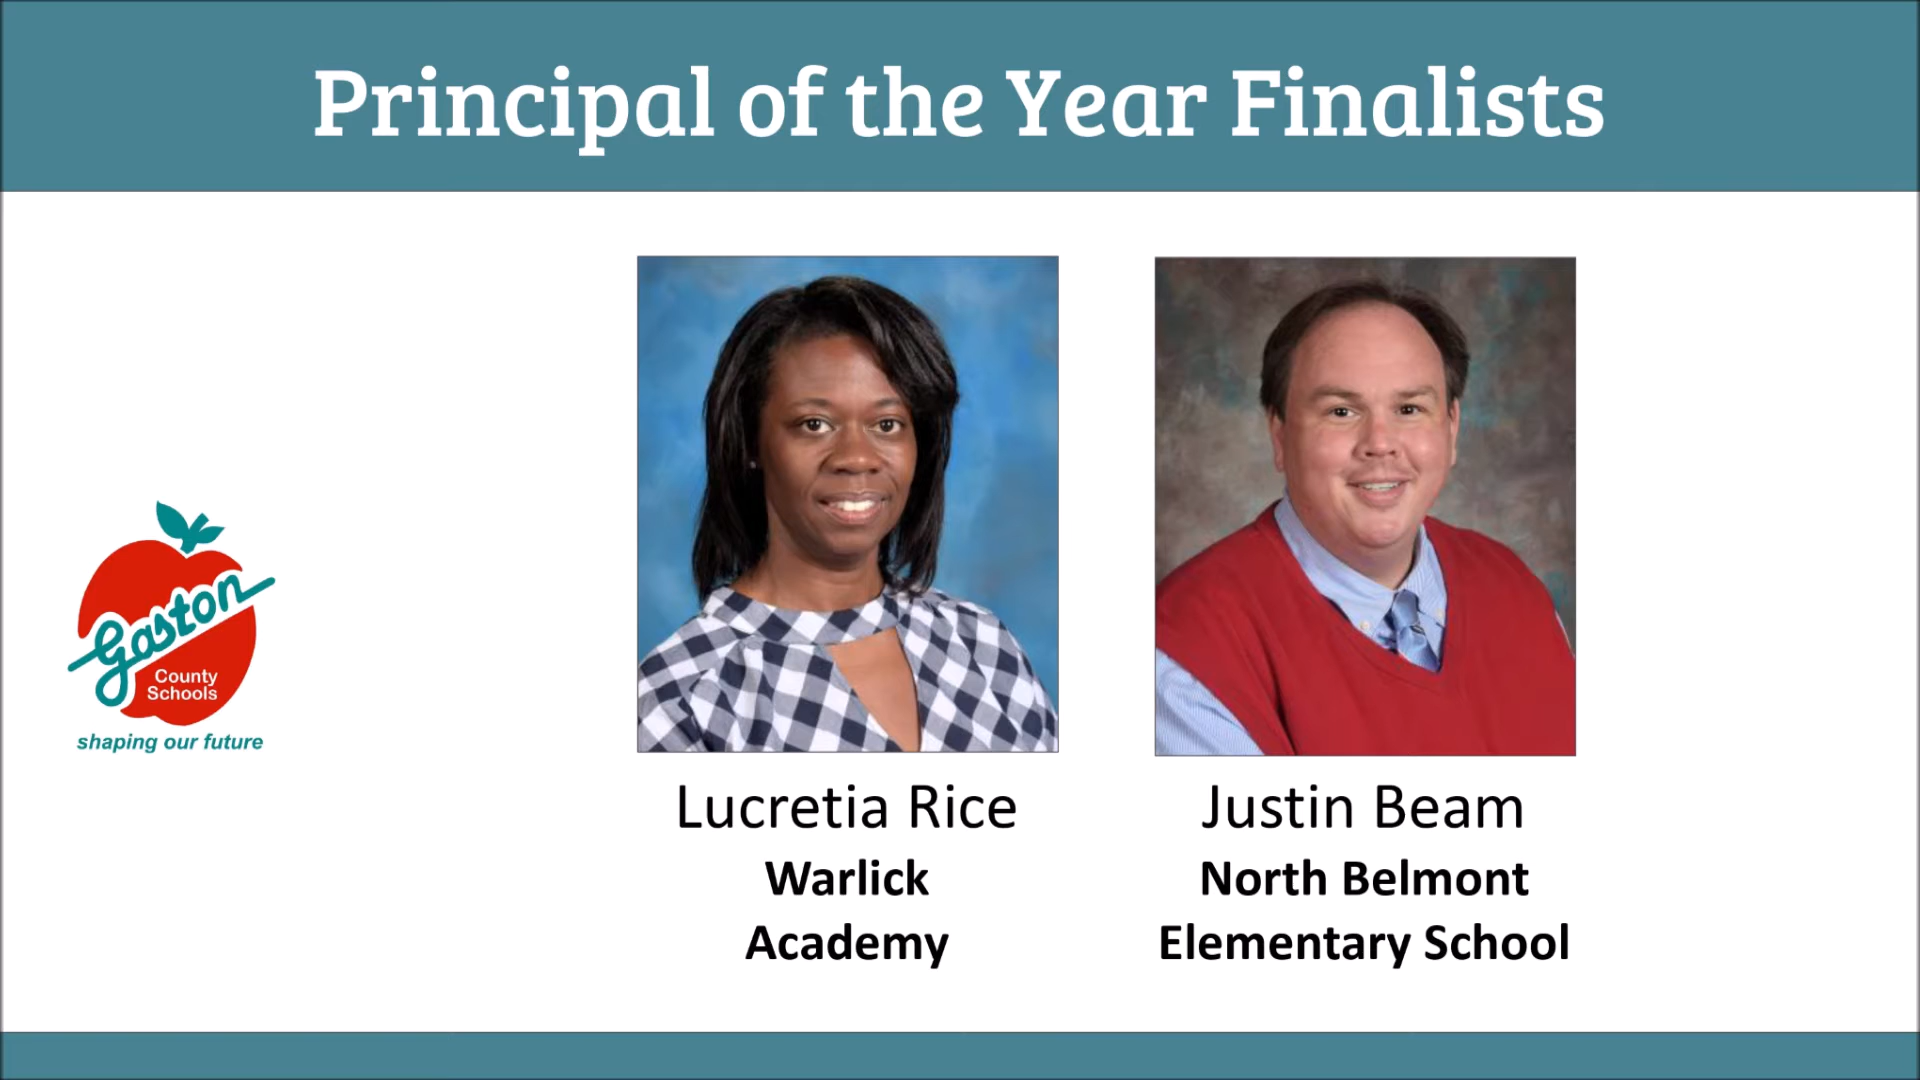 Principal of the Year Finalists
Gaston
County
Schools
shaping our future
Lucretia Rice
Warlick
Academy
Justin Beam
North Belmont
Elementary School